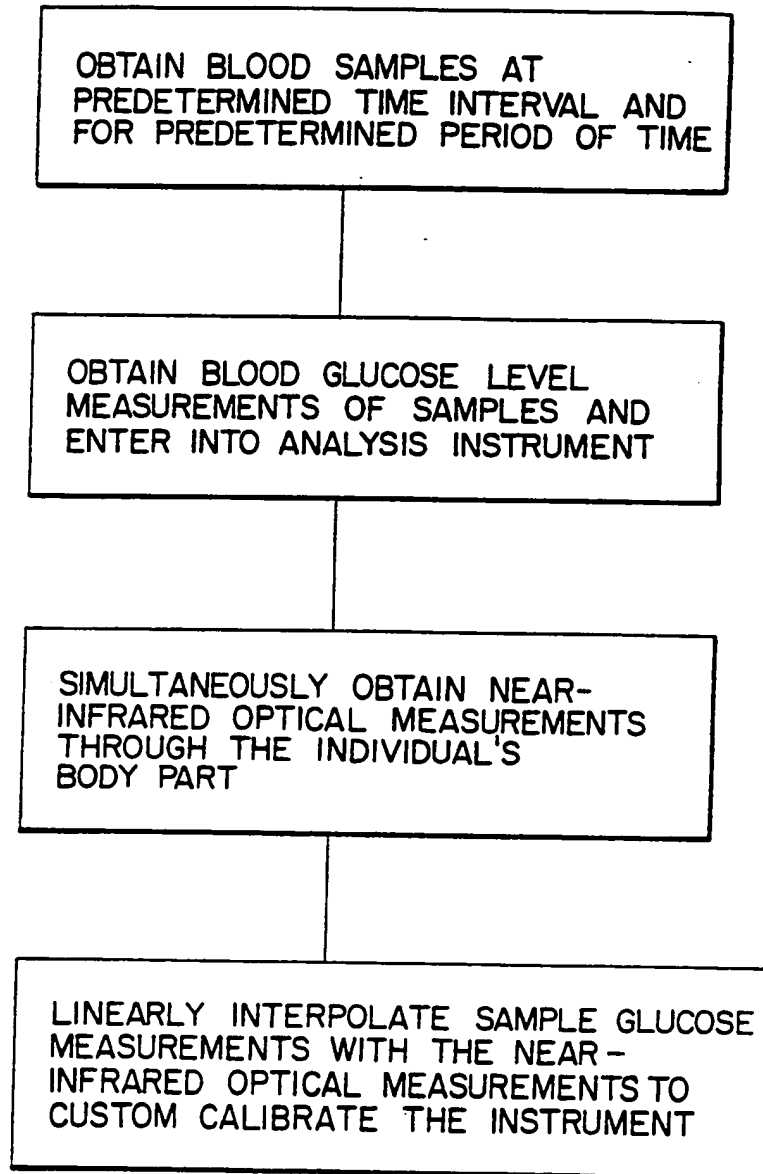 OBTAIN BLOOD SAMPLES AT
PREDETERMINED TIME INTERVAL AND
FOR PREDETERMINED PERIOD OF TIME
OBTAIN BLOOD GLUCOSE LEVEL
MEASUREMENTS OF SAMPLES AND
ENTER INTO ANALYSIS INSTRUMENT
SIMULTANEOUSLY OBTAIN NEAR-
INFRARED OPTICAL MEASUREMENTS
THROUGH THE INDIVIDUAL'S
BODY PART
LINEARLY INTERPOLATE SAMPLE GLUCOSE
MEASUREMENTS WITH THE NEAR-
INFRARED OPTICAL MEASUREMENTS TO
CUSTOM CALIBRATE THE INSTRUMENT